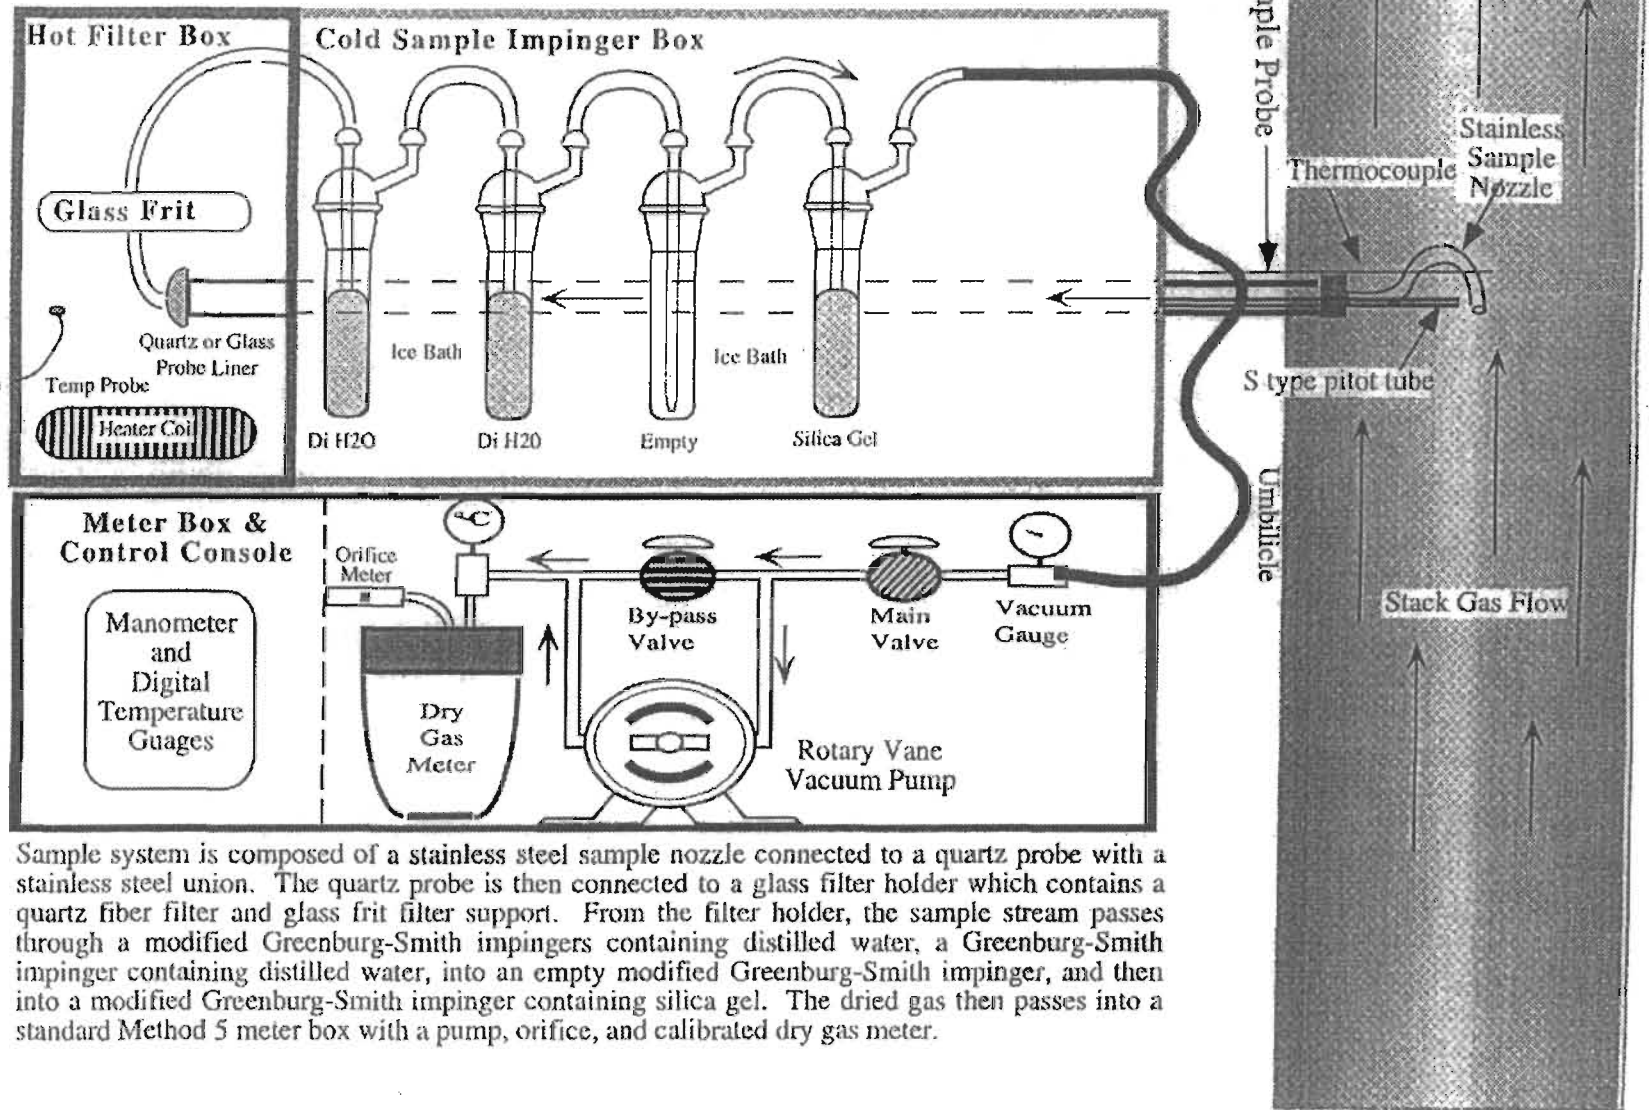 Hot Filter Box
Cold Sample Impinger Box
Glass Frit
Quartz or Glass
Probe Liner
Temp Probe
Heater Coil
Ice Bath
Ice Bath
Di H2O
Di H20
Empty
Silica Gel
ple Probe
Thermocouple
Stainless
Sample
Nozzle
S type pitot tube
Umbilicle
Stack Gas Flow
Meter Box &
Control Console
Manometer
and
Digital
Temperature
Guages
Orifice
Meter
°C
By-pass
Valve
Main
Valve
Vacuum
Gauge
Dry
Gas
Meter
Rotary Vane
Vacuum Pump
Sample system is composed of a stainless steel sample nozzle connected to a quartz probe with a
stainless steel union. The quartz probe is then connected to a glass filter holder which contains a
quartz fiber filter and glass frit filter support. From the filter holder, the sample stream passes
through a modified Greenburg-Smith impingers containing distilled water, a Greenburg-Smith
impinger containing distilled water, into an empty modified Greenburg-Smith impinger, and then
into a modified Greenburg-Smith impinger containing silica gel. The dried gas then passes into a
standard Method 5 meter box with a pump, orifice, and calibrated dry gas meter.